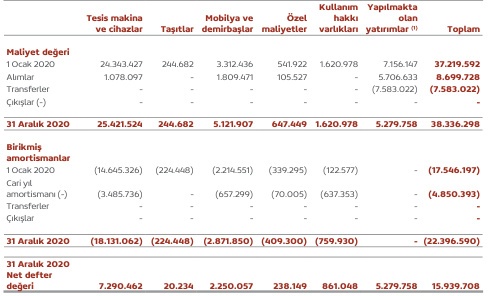 Kullanım Yapılmakta
Tesis makina Mobilya ve Özel hakkı olan
ve cihazlar Taşıtlar demirbaşlar maliyetler varlıkları yatırımlar (1) Toplam
Maliyet değeri
1 Ocak 2020 24.343.427 244.682 3.312.436 541.922 1.620.978 7.156.147 37.219.592
Alımlar 1.078.097 - 1.809.471 105.527 - 5.706.633 8.699.728
Transferler - - - - - (7.583.022) (7.583.022)
Çıkışlar (-) - - - - - - -
31 Aralık 2020 25.421.524 244.682 5.121.907 647.449 1.620.978 5.279.758 38.336.298
Birikmiş
amortismanlar
1 Ocak 2020 (14.645.326) (224.448) (2.214.551) (339.295) (122.577) - (17.546.197)
Cari yıl
amortismanı (-) (3.485.736) - (657.299) (70.005) (637.353) - (4.850.393)
Transferler - - - - - - -
Çıkışlar - - - - - - -
31 Aralık 2020 (18.131.062) (224.448) (2.871.850) (409.300) (759.930) - (22.396.590)
31 Aralık 2020
Net defter
değeri 7.290.462 20.234 2.250.057 238.149 861.048 5.279.758 15.939.708